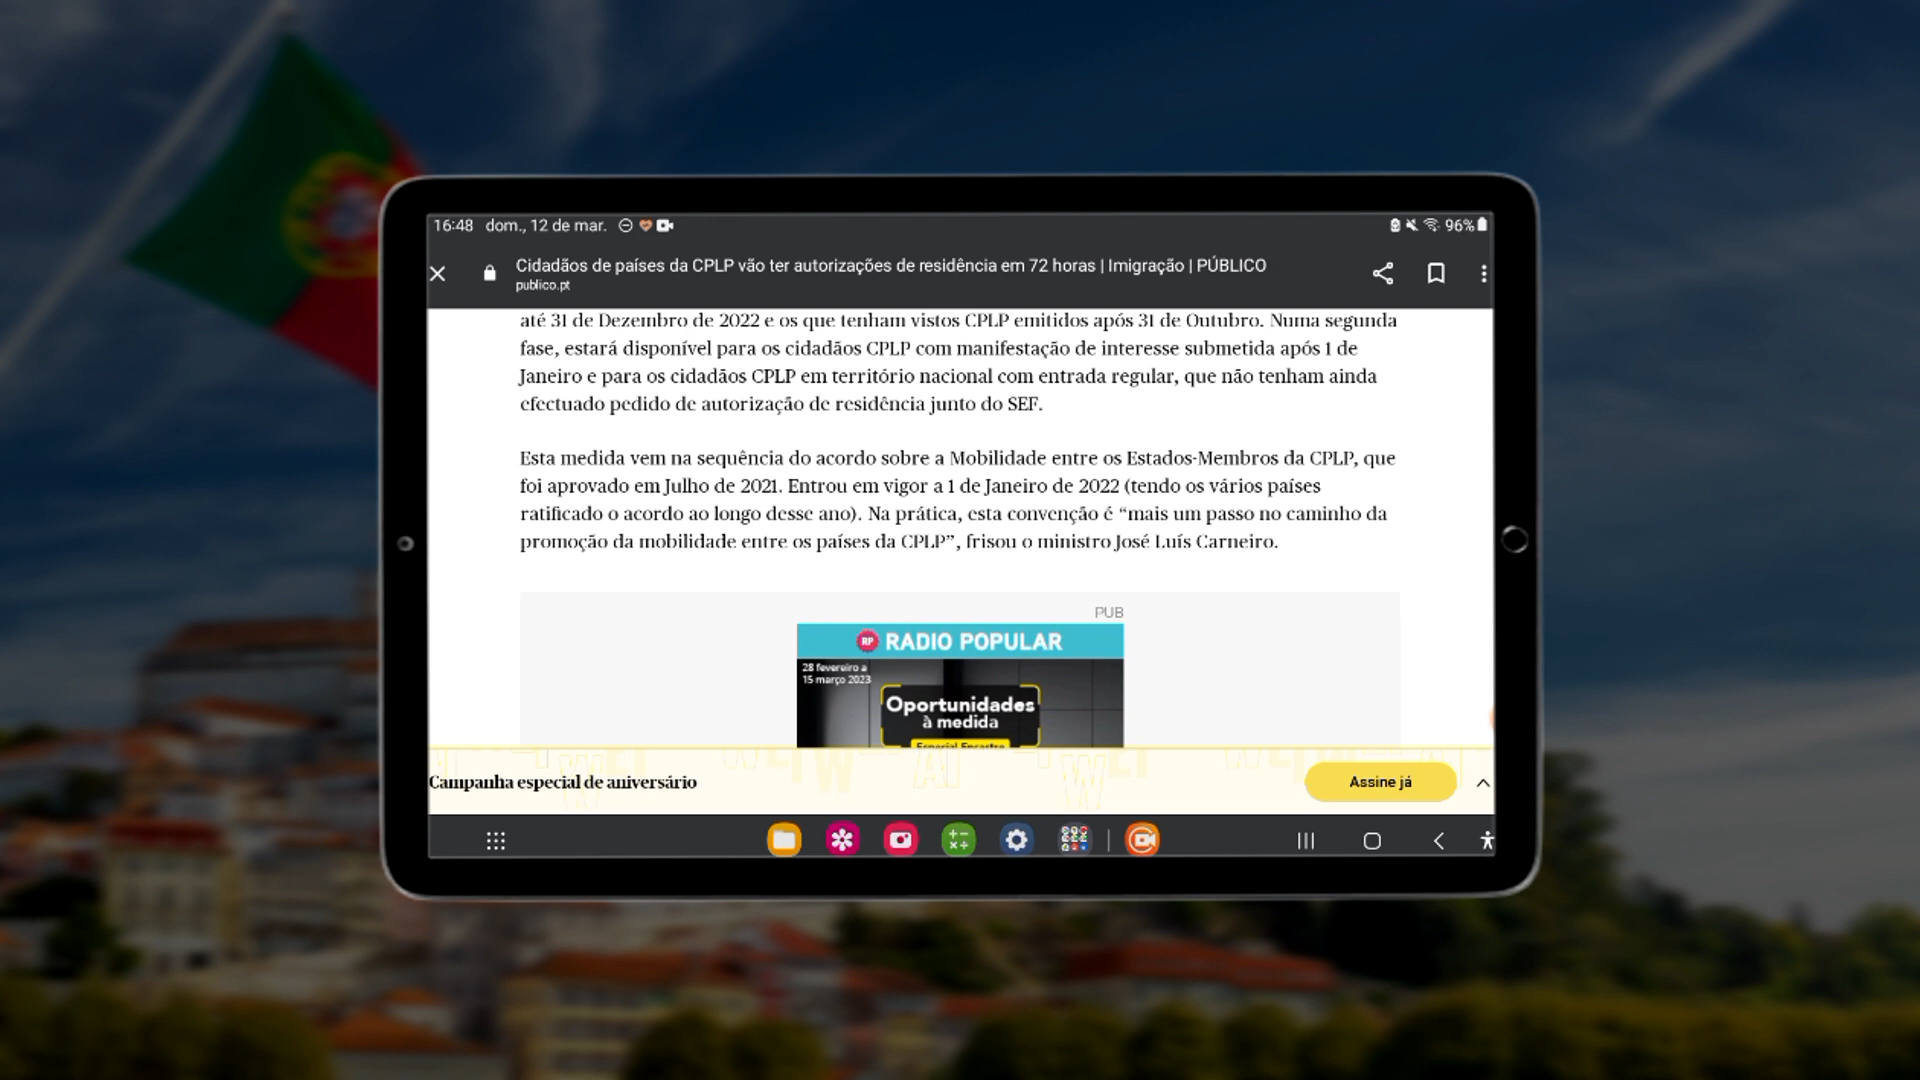 16:48 dom., 12 de mar. 96%
Cidadãos de países da CPLP vão ter autorizações de residência em 72 horas | Imigração | PÚBLICO
publico.pt
até 31 de Dezembro de 2022 e os que tenham vistos CPLP emitidos após 31 de Outubro. Numa segunda
fase, estará disponível para os cidadãos CPLP com manifestação de interesse submetida após 1 de
Janeiro e para os cidadãos CPLP em território nacional com entrada regular, que não tenham ainda
efectuado pedido de autorização de residência junto do SEF.
Esta medida vem na sequência do acordo sobre a Mobilidade entre os Estados-Membros da CPLP, que
foi aprovado em Julho de 2021. Entrou em vigor a 1 de Janeiro de 2022 (tendo os vários países
ratificado o acordo ao longo desse ano). Na prática, esta convenção é “mais um passo no caminho da
promoção da mobilidade entre os países da CPLP”, frisou o ministro José Luís Carneiro.
PUB
RP RADIO POPULAR
28 fevereiro a
15 março 2023
Oportunidades
à medida
Especial Encastre
Campanha especial de aniversário
Assine já